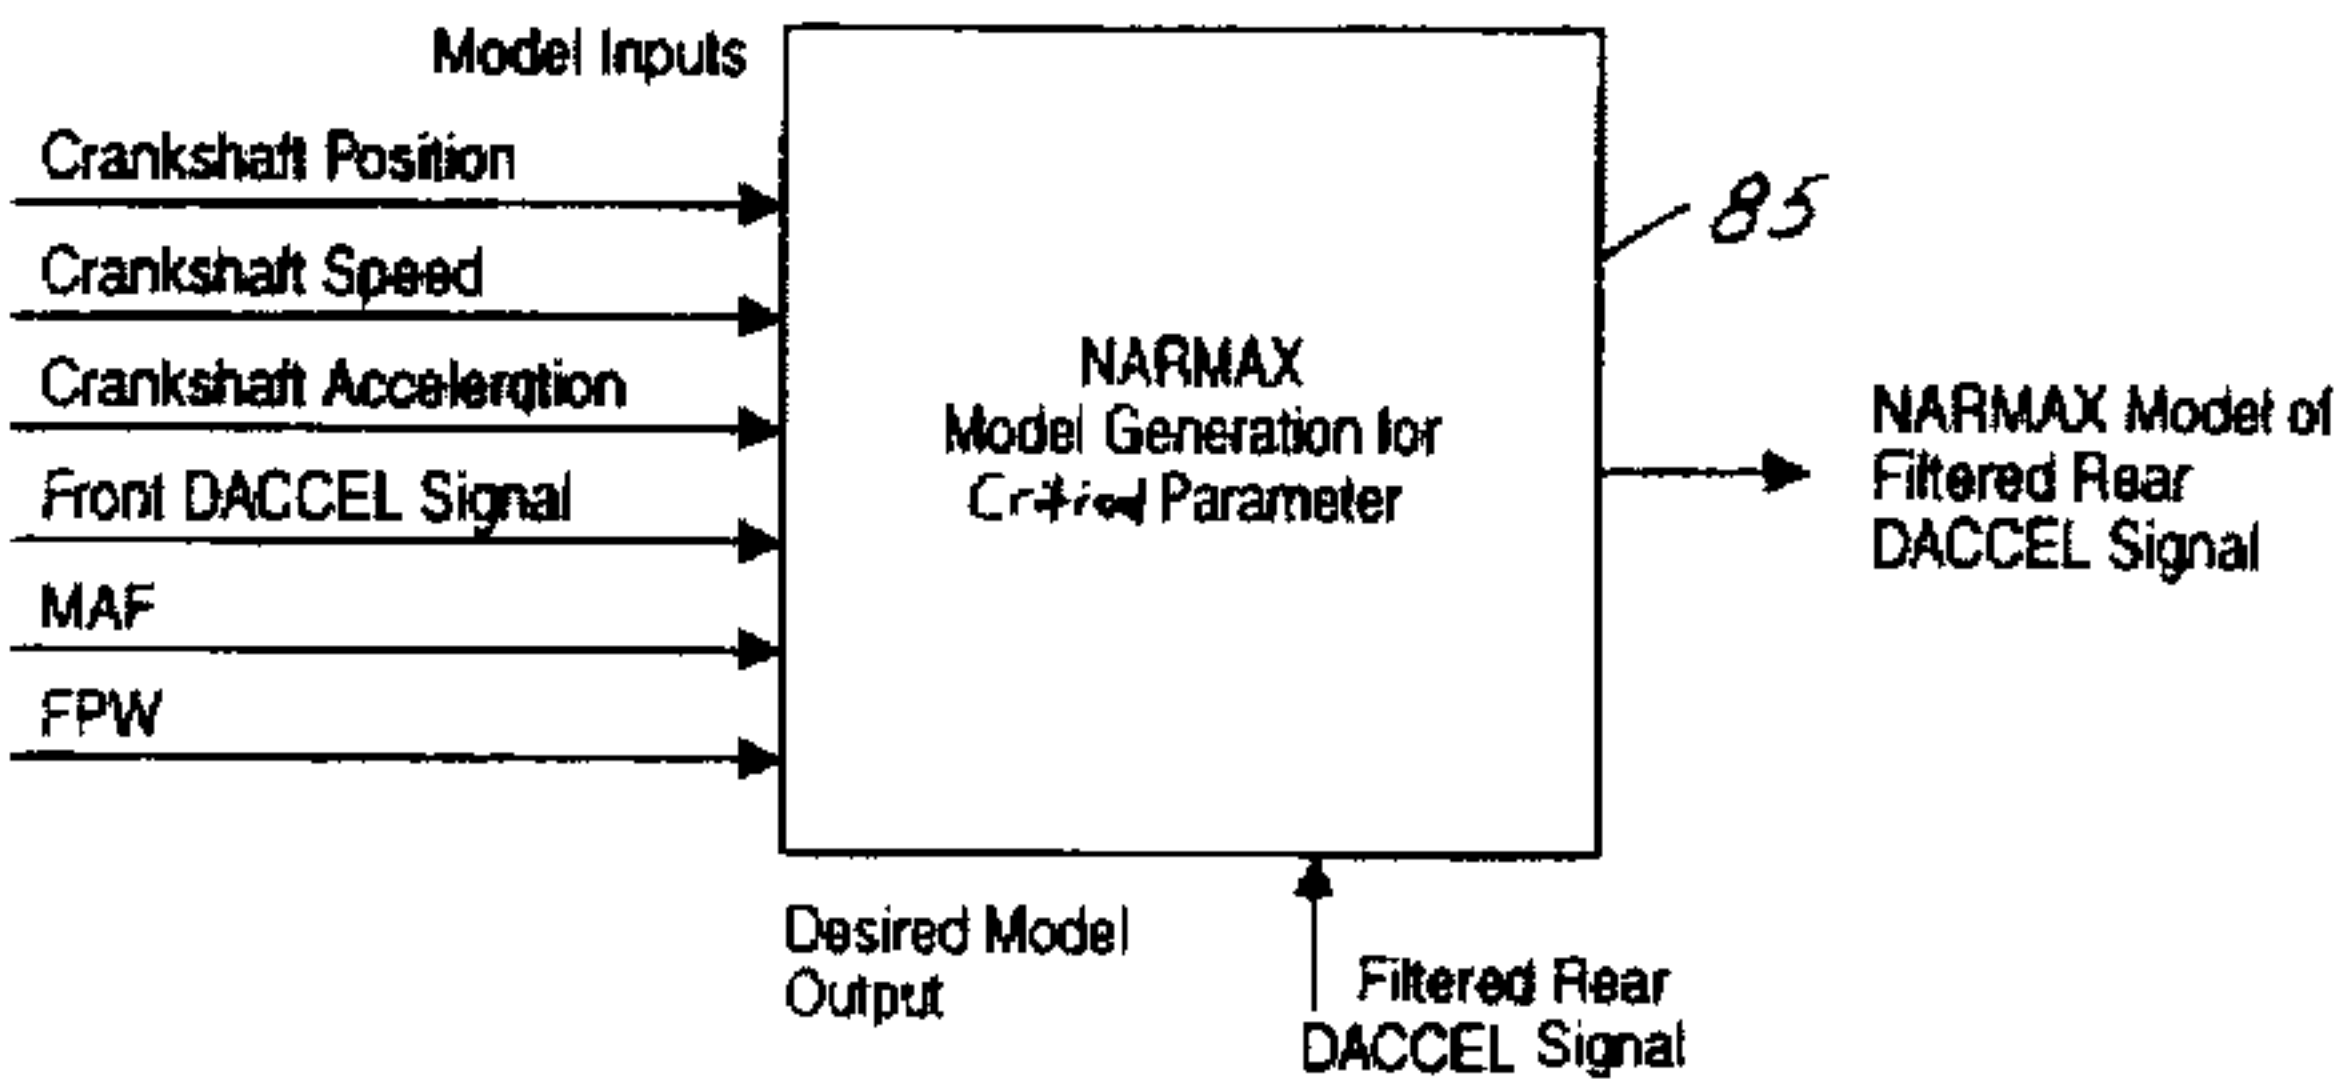 Model Inputs
Crankshaft Position
Crankshaft Speed
Crankshaft Acceleration
Front DACCEL Signal
MAF
FPW
NARMAX
Model Generation for
Critical Parameter
85
NARMAX Model of
Filtered Rear
DACCEL Signal
Desired Model
Output
Filtered Rear
DACCEL Signal